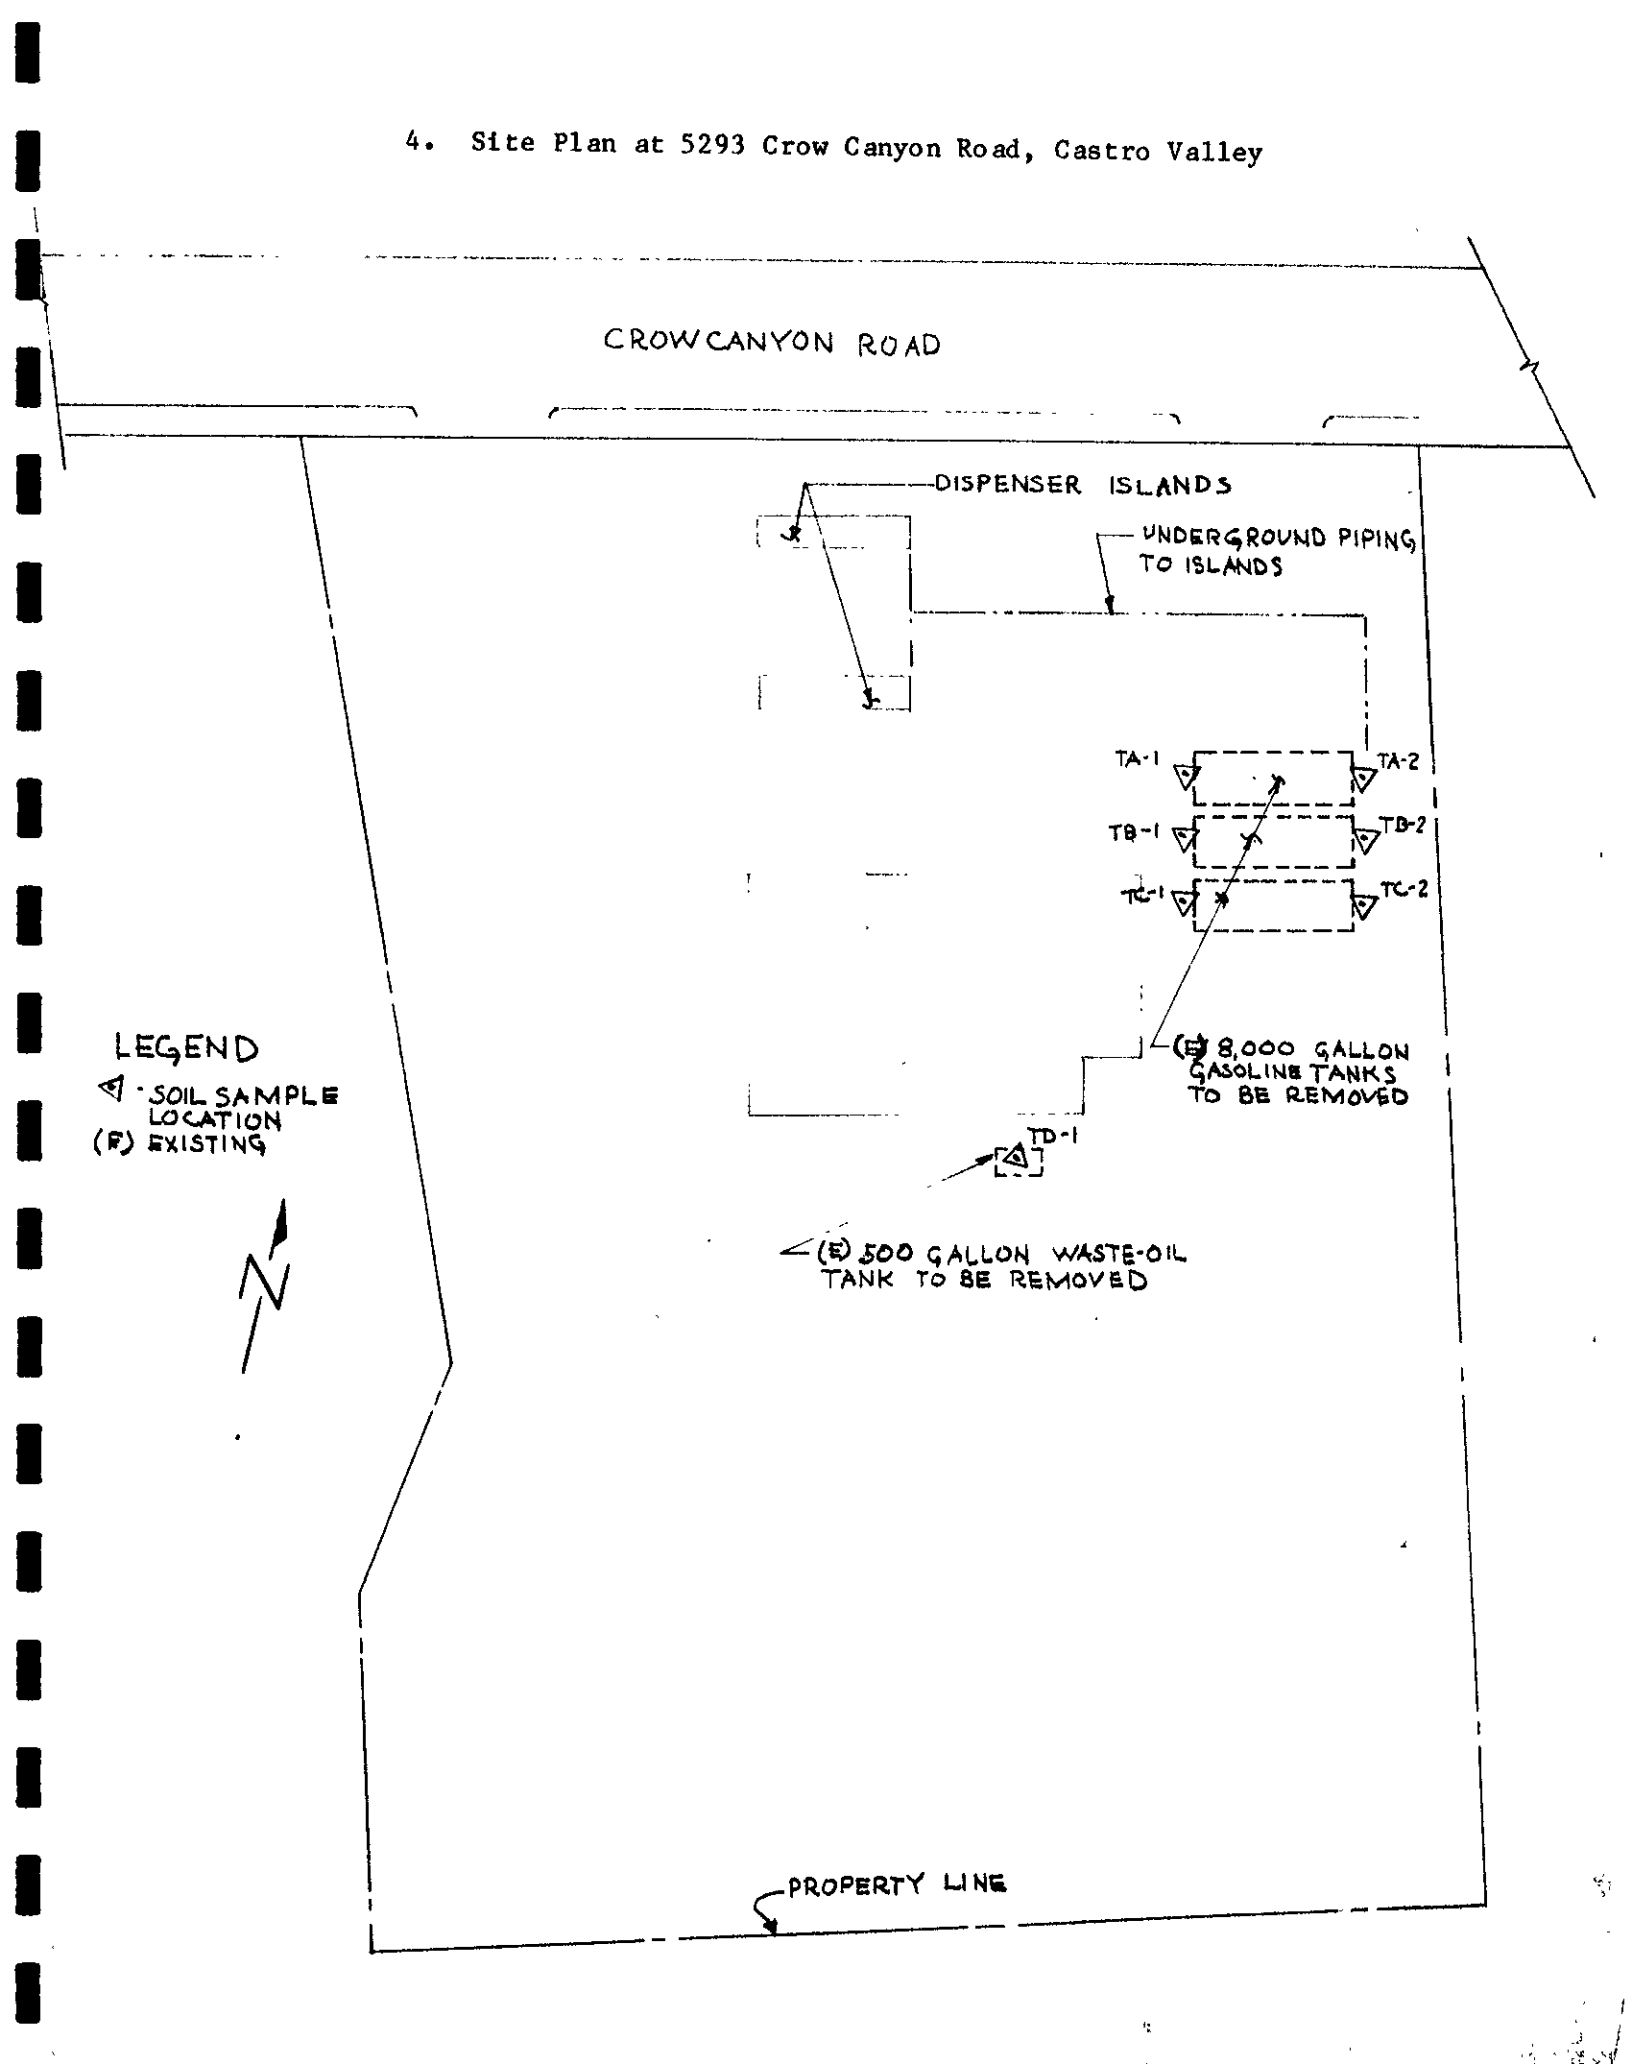 4. Site Plan at 5293 Crow Canyon Road, Castro Valley
CROW CANYON ROAD
DISPENSER ISLANDS
UNDERGROUND PIPING
TO ISLANDS
TA-1
TA-2
TB-1
TB-2
TC-1
TC-2
(E) 8,000 GALLON
GASOLINE TANKS
TO BE REMOVED
LEGEND
- SOIL SAMPLE
LOCATION
(E) EXISTING
TD-1
N
(E) 500 GALLON WASTE-OIL
TANK TO BE REMOVED
PROPERTY LINE